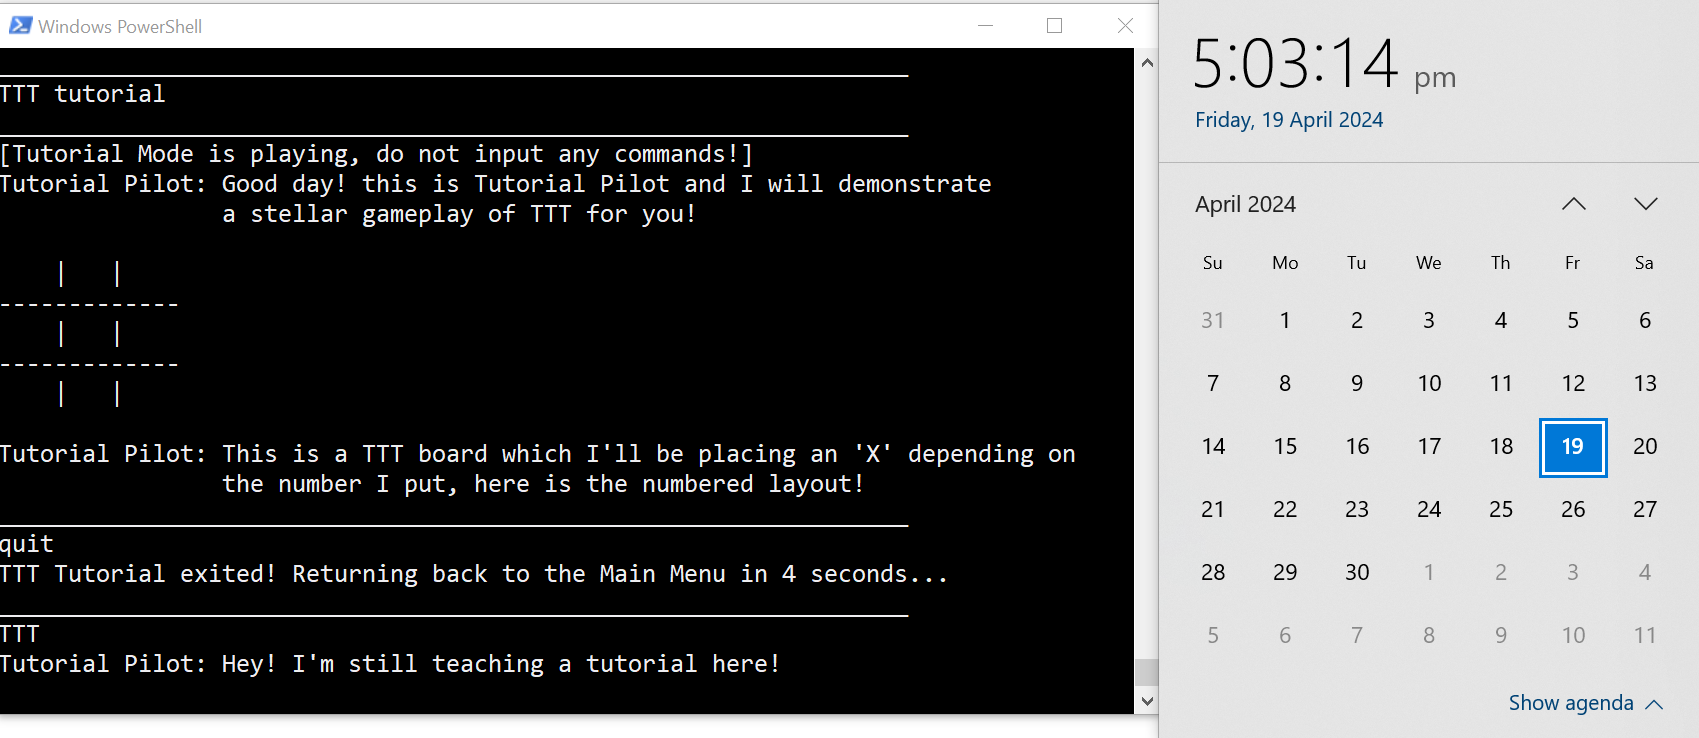 Windows PowerShell
TTT tutorial
[Tutorial Mode is playing, do not input any commands!]
Tutorial Pilot: Good day! this is Tutorial Pilot and I will demonstrate
a stellar gameplay of TTT for you!
|   |
-------------
|   |
-------------
|   |
Tutorial Pilot: This is a TTT board which I'll be placing an 'X' depending on
the number I put, here is the numbered layout!
quit
TTT Tutorial exited! Returning back to the Main Menu in 4 seconds...
TTT
Tutorial Pilot: Hey! I'm still teaching a tutorial here!
5:03:14 pm
Friday, 19 April 2024
April 2024
Su Mo Tu We Th Fr Sa
31 1 2 3 4 5 6
7 8 9 10 11 12 13
14 15 16 17 18 19 20
21 22 23 24 25 26 27
28 29 30 1 2 3 4
5 6 7 8 9 10 11
Show agenda